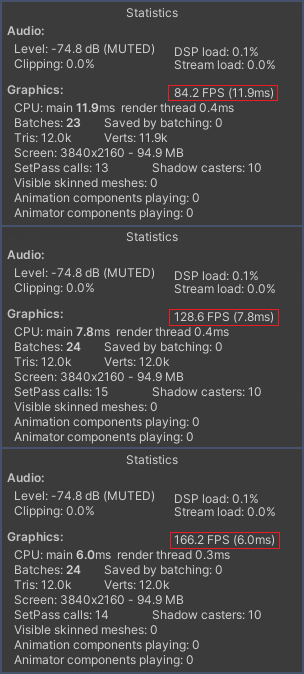 Statistics
Audio:
Level: -74.8 dB (MUTED) DSP load: 0.1%
Clipping: 0.0% Stream load: 0.0%
Graphics: 84.2 FPS (11.9ms)
CPU: main 11.9ms render thread 0.4ms
Batches: 23 Saved by batching: 0
Tris: 12.0k Verts: 11.9k
Screen: 3840x2160 - 94.9 MB
SetPass calls: 13 Shadow casters: 10
Visible skinned meshes: 0
Animation components playing: 0
Animator components playing: 0
Statistics
Audio:
Level: -74.8 dB (MUTED) DSP load: 0.1%
Clipping: 0.0% Stream load: 0.0%
Graphics: 128.6 FPS (7.8ms)
CPU: main 7.8ms render thread 0.4ms
Batches: 24 Saved by batching: 0
Tris: 12.0k Verts: 12.0k
Screen: 3840x2160 - 94.9 MB
SetPass calls: 15 Shadow casters: 10
Visible skinned meshes: 0
Animation components playing: 0
Animator components playing: 0
Statistics
Audio:
Level: -74.8 dB (MUTED) DSP load: 0.1%
Clipping: 0.0% Stream load: 0.0%
Graphics: 166.2 FPS (6.0ms)
CPU: main 6.0ms render thread 0.3ms
Batches: 24 Saved by batching: 0
Tris: 12.0k Verts: 12.0k
Screen: 3840x2160 - 94.9 MB
SetPass calls: 14 Shadow casters: 10
Visible skinned meshes: 0
Animation components playing: 0
Animator components playing: 0